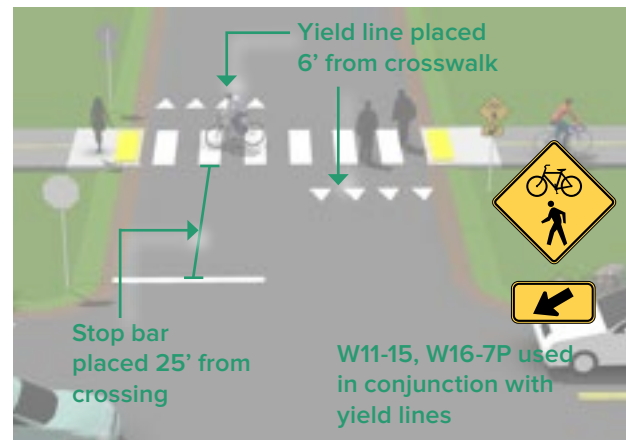 Yield line placed
6’ from crosswalk
Stop bar
placed 25’ from
crossing
W11-15, W16-7P used
in conjunction with
yield lines